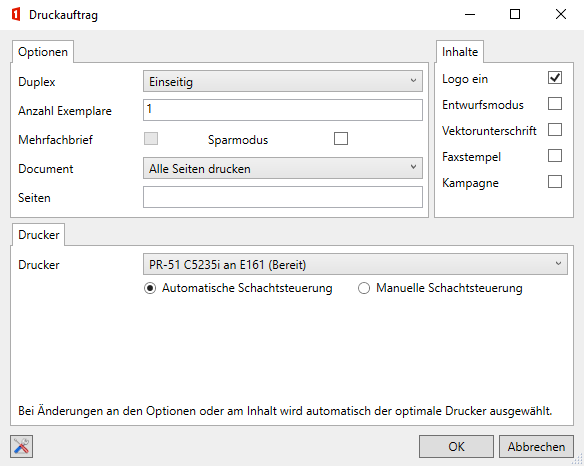 Druckauftrag
Optionen
Duplex Einseitig
Anzahl Exemplare 1
Mehrfachbrief Sparmodus
Document Alle Seiten drucken
Seiten
Inhalte
Logo ein
Entwurfsmodus
Vektorunterschrift
Faxstempel
Kampagne
Drucker
Drucker PR-51 C5235i an E161 (Bereit)
Automatische Schachtsteuerung Manuelle Schachtsteuerung
Bei Änderungen an den Optionen oder am Inhalt wird automatisch der optimale Drucker ausgewählt.
OK Abbrechen